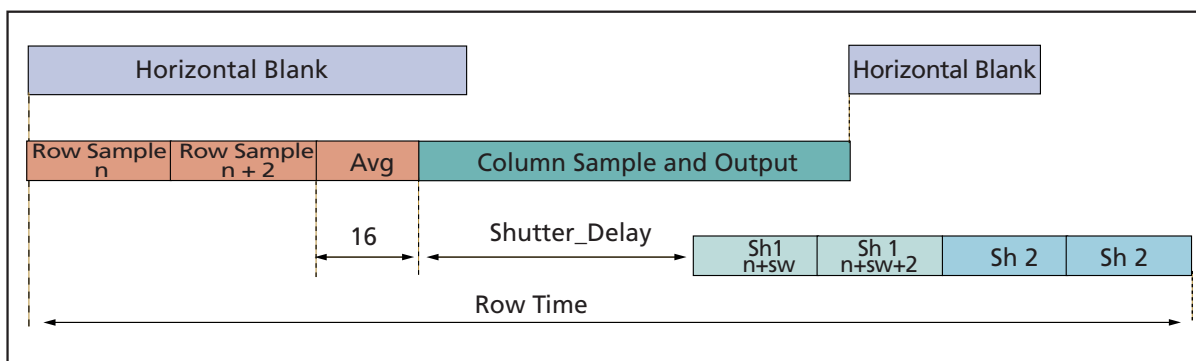 Horizontal Blank
Horizontal Blank
Row Sample
n
Row Sample
n + 2
Avg
Column Sample and Output
16
Shutter_Delay
Sh1
n+sw
Sh 1
n+sw+2
Sh 2
Sh 2
Row Time